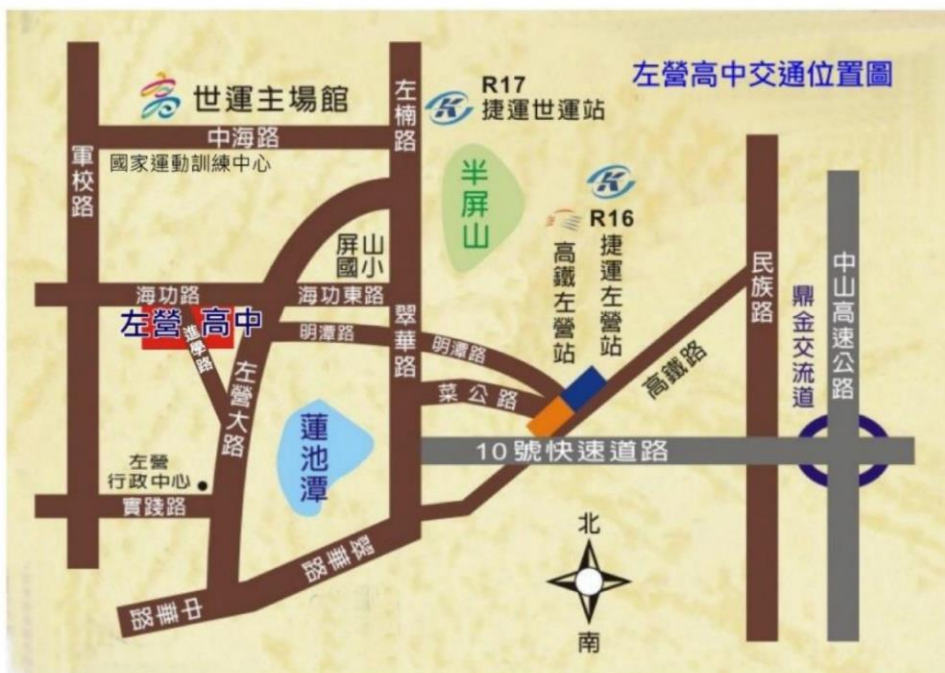 左營高中交通位置圖
世運主場館
R17
捷運世運站
左楠路
中海路
國家運動訓練中心
軍校路
半屏山
R16
捷運左營站
高鐵左營站
屏山
國小
民族路
中山高速公路
鼎金交流道
海功路
海功東路
左營 高中
進學路
翠華路
明潭路
明潭路
菜公路
高鐵路
左營大路
蓮池潭
10號快速道路
左營
行政中心
實踐路
翠華路
中華路
北
南